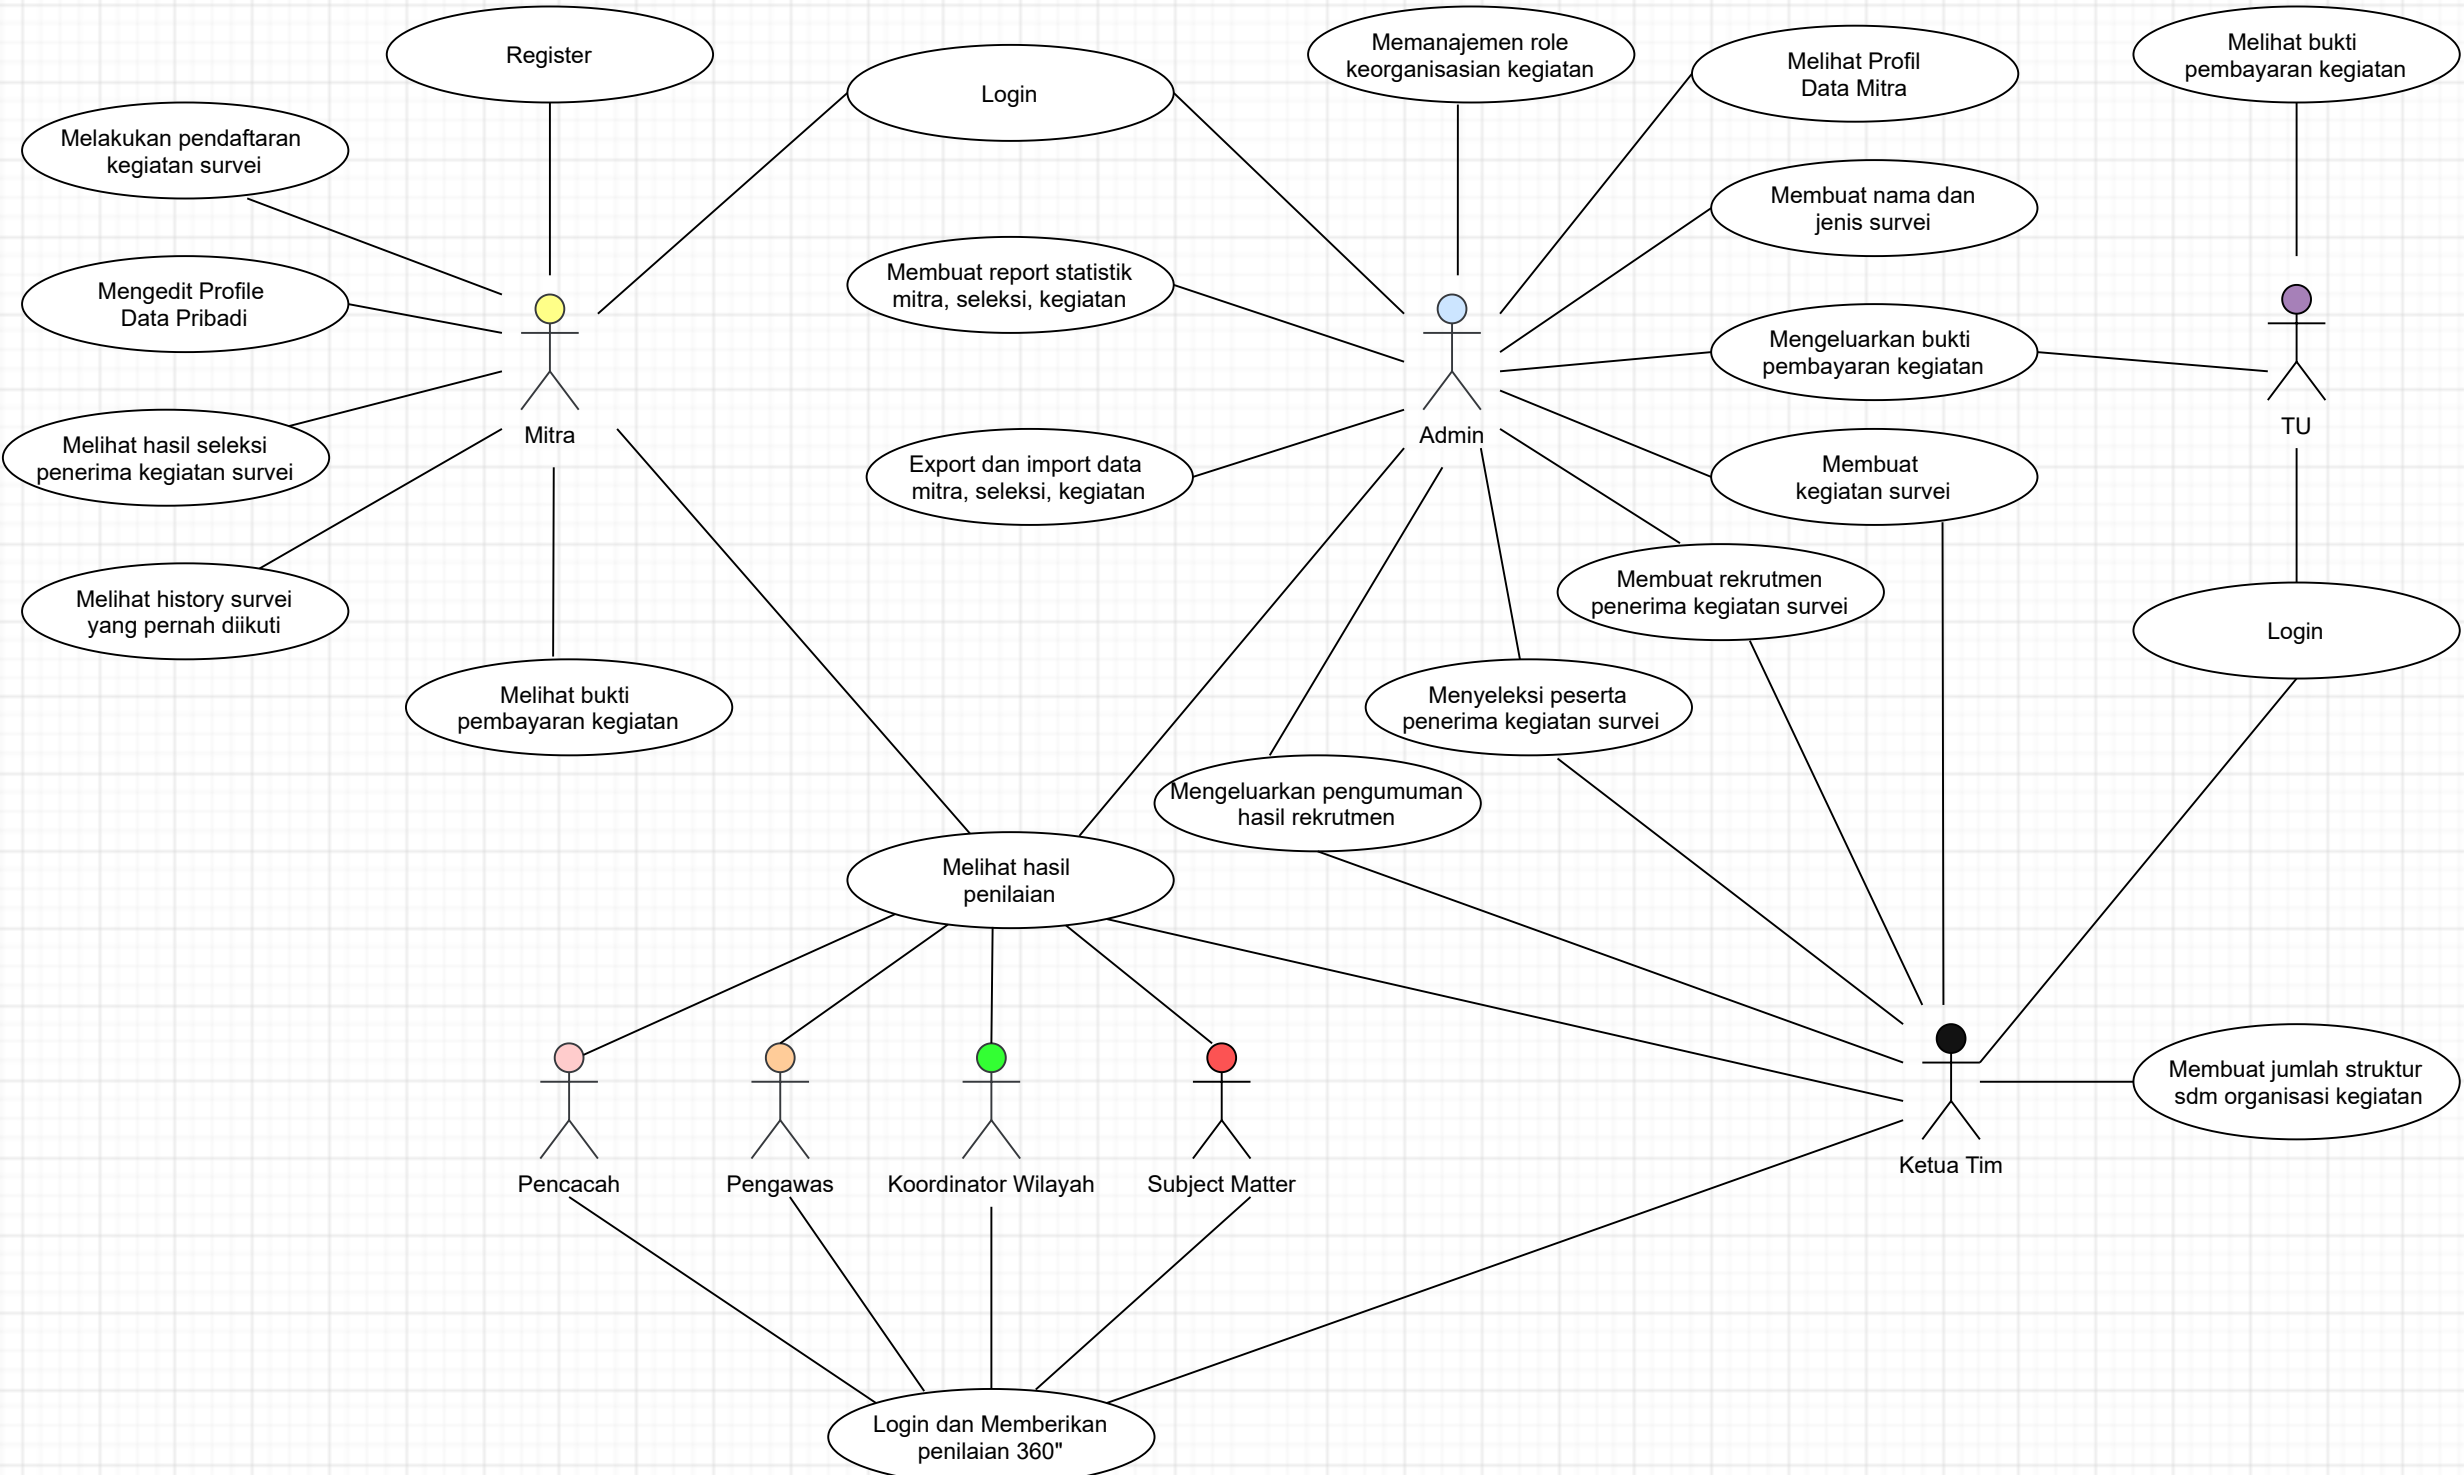 Register
Login
Memanajemen role
keorganisasian kegiatan
Melihat Profil
Data Mitra
Melihat bukti
pembayaran kegiatan
Melakukan pendaftaran
kegiatan survei
Membuat nama dan
jenis survei
Mengedit Profile
Data Pribadi
Membuat report statistik
mitra, seleksi, kegiatan
Mengeluarkan bukti
pembayaran kegiatan
Mitra
Admin
TU
Melihat hasil seleksi
penerima kegiatan survei
Export dan import data
mitra, seleksi, kegiatan
Membuat
kegiatan survei
Melihat history survei
yang pernah diikuti
Membuat rekrutmen
penerima kegiatan survei
Login
Melihat bukti
pembayaran kegiatan
Menyeleksi peserta
penerima kegiatan survei
Mengeluarkan pengumuman
hasil rekrutmen
Melihat hasil
penilaian
Membuat jumlah struktur
sdm organisasi kegiatan
Ketua Tim
Pencacah
Pengawas
Koordinator Wilayah
Subject Matter
Login dan Memberikan
penilaian 360"